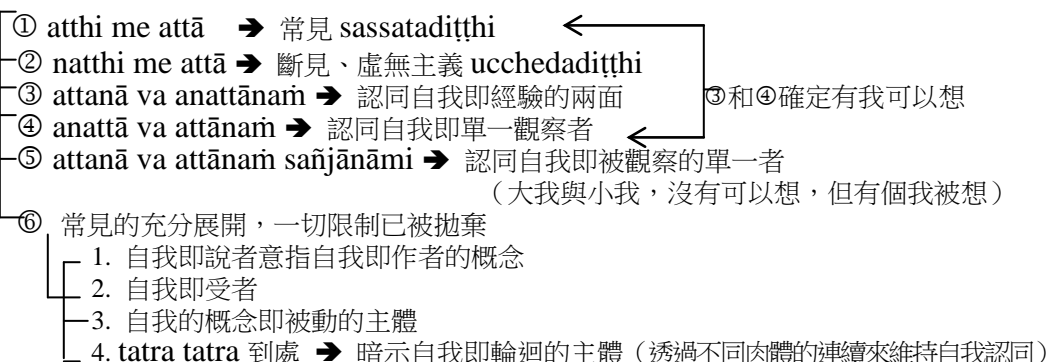 ① atthi me attā ➔ 常見 sassatadiṭṭhi
② natthi me attā ➔ 斷見、虛無主義 ucchedadiṭṭhi
③ attanā va anattānaṁ ➔ 認同自我即經驗的兩面 ③和④確定有我可以想
④ anattā va attānaṁ ➔ 認同自我即單一觀察者
⑤ attanā va attānaṁ sañjānāmi ➔ 認同自我即被觀察的單一者
（大我與小我，沒有可以想，但有個我被想）
⑥ 常見的充分展開，一切限制已被拋棄
1. 自我即說者意指自我即作者的概念
2. 自我即受者
3. 自我的概念即被動的主體
4. tatra tatra 到處 ➔ 暗示自我即輪迴的主體（透過不同肉體的連續來維持自我認同）